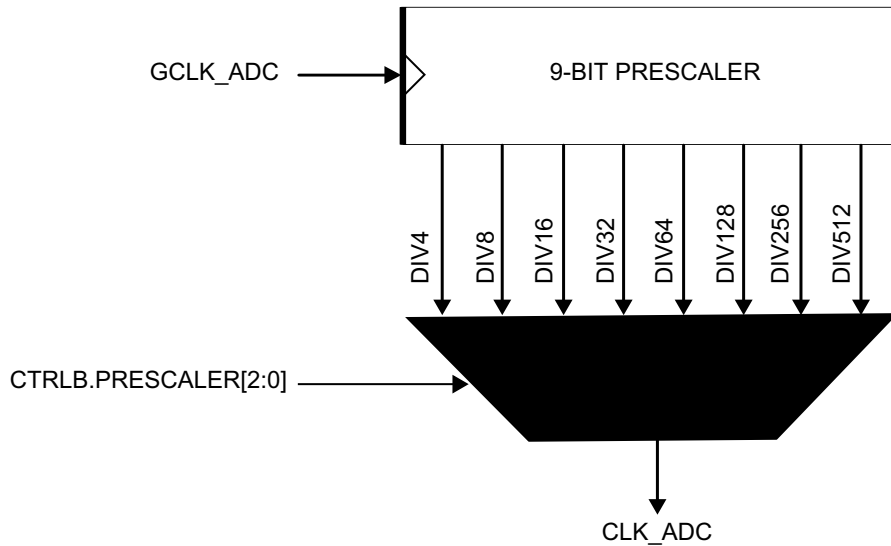 GCLK_ADC
9-BIT PRESCALER
DIV4
DIV8
DIV16
DIV32
DIV64
DIV128
DIV256
DIV512
CTRLB.PRESCALER[2:0]
CLK_ADC